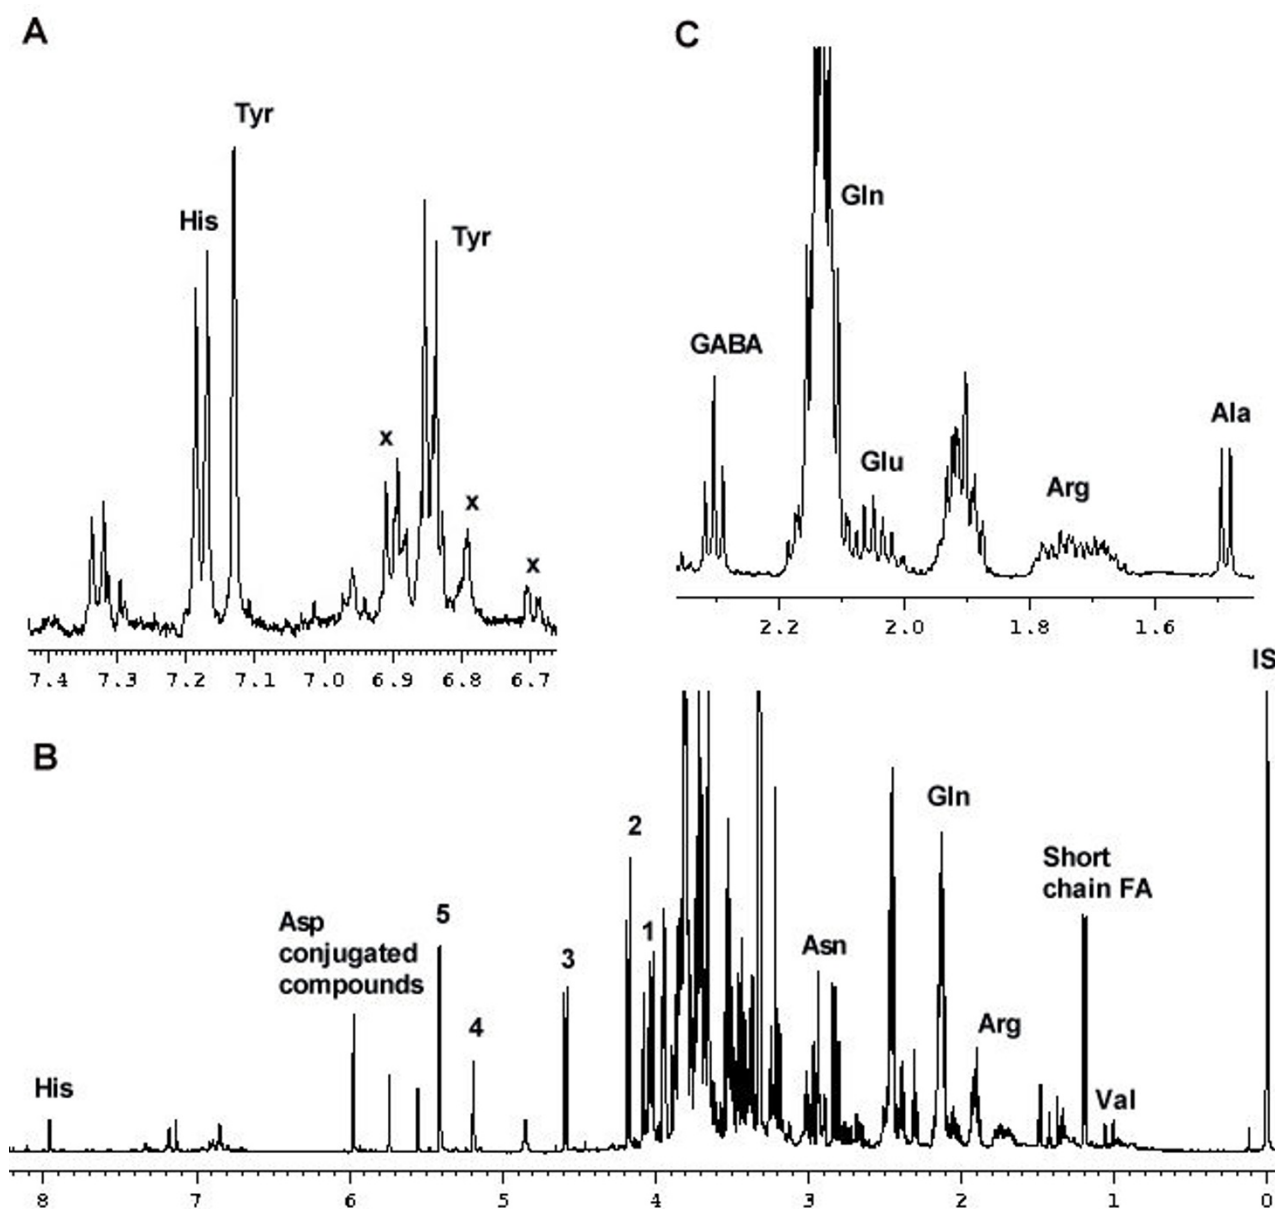 A
Tyr
His
Tyr
x
x
x
7.4 7.3 7.2 7.1 7.0 6.9 6.8 6.7
C
Gln
GABA
Glu
Arg
Ala
2.2 2.0 1.8 1.6
IS
B
Gln
2
Short
chain FA
Asp
conjugated
compounds
5
1
Asn
3
4
Arg
His
Val
8 7 6 5 4 3 2 1 0